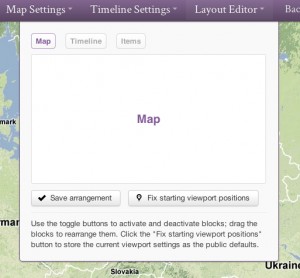 Map Settings Timeline Settings Layout Editor Bac
Map Timeline Items
Map
Save arrangement Fix starting viewport positions
Use the toggle buttons to activate and deactivate blocks; drag the
blocks to rearrange them. Click the "Fix starting viewport positions"
button to store the current viewport settings as the public defaults.
nmark
mar
Ukraine
Slovakia